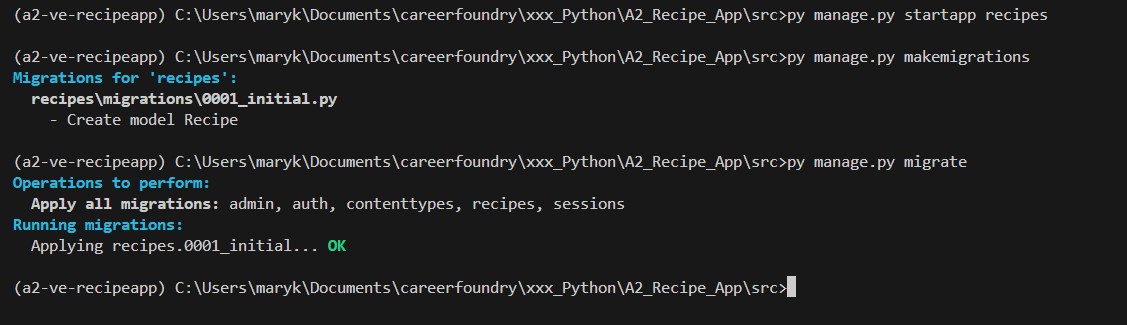 (a2-ve-recipeapp) C:\Users\maryk\Documents\careerfoundry\xxx_Python\A2_Recipe_App\src>py manage.py startapp recipes
(a2-ve-recipeapp) C:\Users\maryk\Documents\careerfoundry\xxx_Python\A2_Recipe_App\src>py manage.py makemigrations
Migrations for 'recipes':
  recipes\migrations\0001_initial.py
    - Create model Recipe
(a2-ve-recipeapp) C:\Users\maryk\Documents\careerfoundry\xxx_Python\A2_Recipe_App\src>py manage.py migrate
Operations to perform:
  Apply all migrations: admin, auth, contenttypes, recipes, sessions
Running migrations:
  Applying recipes.0001_initial... OK
(a2-ve-recipeapp) C:\Users\maryk\Documents\careerfoundry\xxx_Python\A2_Recipe_App\src>